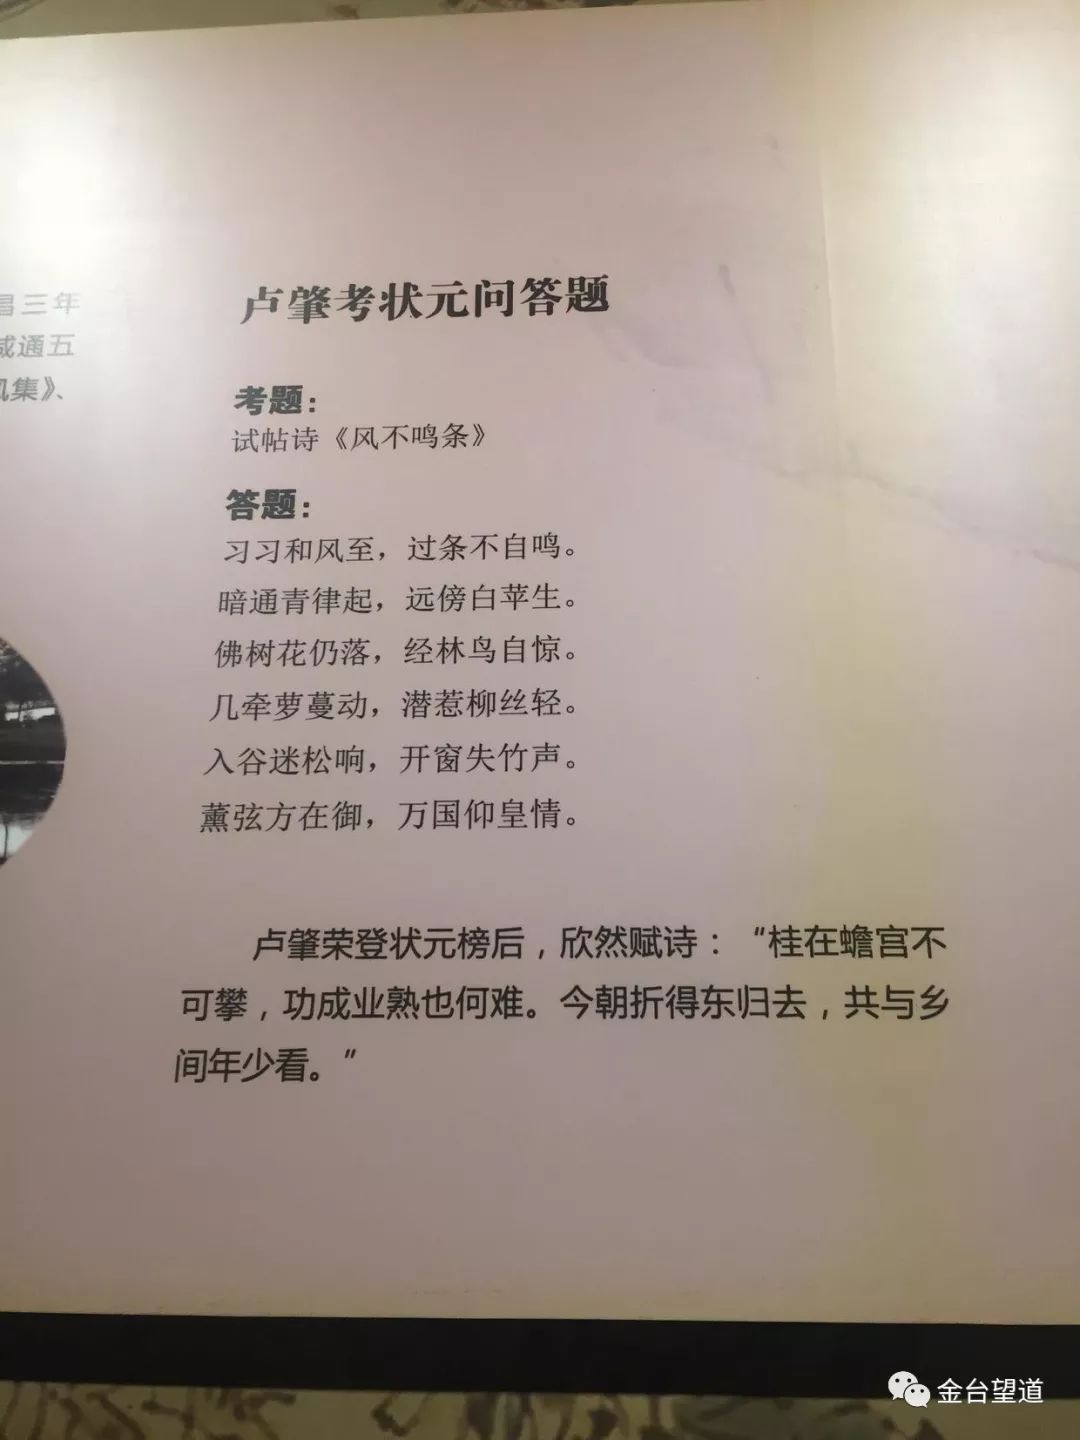 昌三年
咸通五
风集》、
卢肇考状元问答题
考题：
试帖诗《风不鸣条》
答题：
习习和风至，过条不自鸣。
暗通青律起，远傍白苹生。
佛树花仍落，经林鸟自惊。
几牵萝蔓动，潜惹柳丝轻。
入谷迷松响，开窗失竹声。
薰弦方在御，万国仰皇情。
卢肇荣登状元榜后，欣然赋诗：“桂在蟾宫不
可攀，功成业熟也何难。今朝折得东归去，共与乡
间年少看。”
金台望道